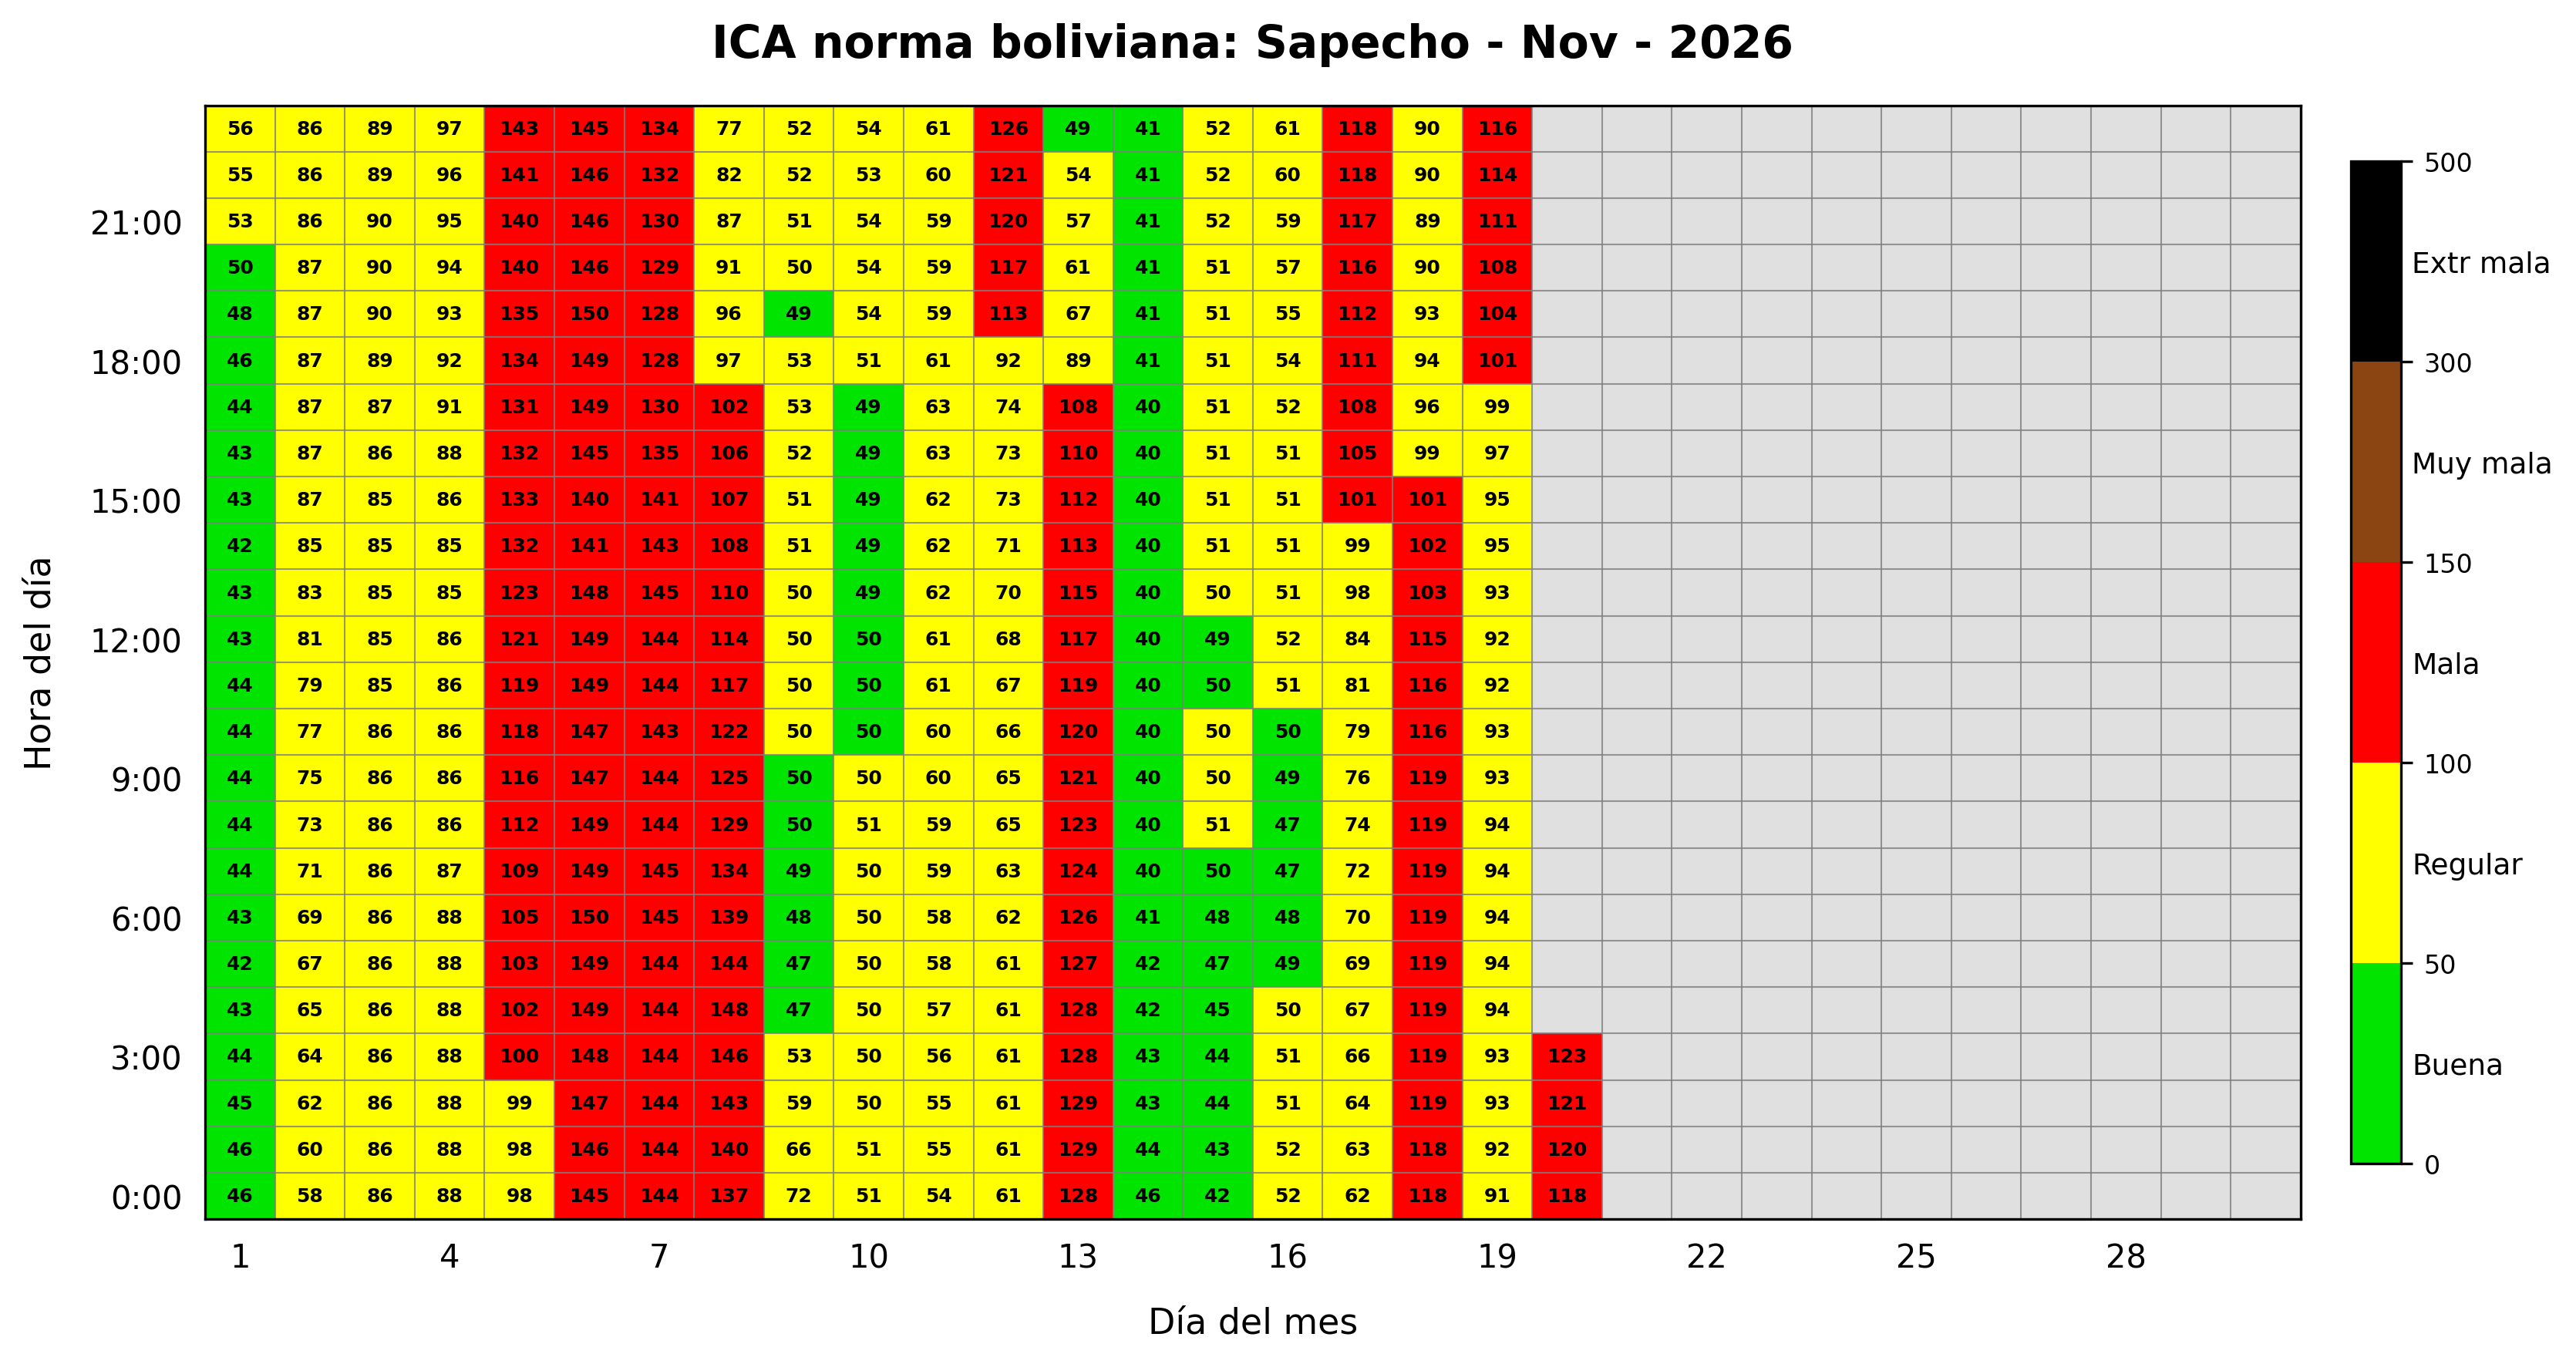 ICA norma boliviana: Sapecho - Nov - 2026
56 86 89 97 143 145 134 77 52 54 61 126 49 41 52 61 118 90 116
55 86 89 96 141 146 132 82 52 53 60 121 54 41 52 60 118 90 114
21:00 53 86 90 95 140 146 130 87 51 54 59 120 57 41 52 59 117 89 111
50 87 90 94 140 146 129 91 50 54 59 117 61 41 51 57 116 90 108
48 87 90 93 135 150 128 96 49 54 59 113 67 41 51 55 112 93 104
18:00 46 87 89 92 134 149 128 97 53 51 61 92 89 41 51 54 111 94 101
44 87 87 91 131 149 130 102 53 49 63 74 108 40 51 52 108 96 99
43 87 86 88 132 145 135 106 52 49 63 73 110 40 51 51 105 99 97
15:00 43 87 85 86 133 140 141 107 51 49 62 73 112 40 51 51 101 101 95
42 85 85 85 132 141 143 108 51 49 62 71 113 40 51 51 99 102 95
43 83 85 85 123 148 145 110 50 49 62 70 115 40 50 51 98 103 93
12:00 43 81 85 86 121 149 144 114 50 50 61 68 117 40 49 52 84 115 92
44 79 85 86 119 149 144 117 50 50 61 67 119 40 50 51 81 116 92
44 77 86 86 118 147 143 122 50 50 60 66 120 40 50 50 79 116 93
9:00 44 75 86 86 116 147 144 125 50 50 60 65 121 40 50 49 76 119 93
44 73 86 86 112 149 144 129 50 51 59 65 123 40 51 47 74 119 94
44 71 86 87 109 149 145 134 49 50 59 63 124 40 50 47 72 119 94
6:00 43 69 86 88 105 150 145 139 48 50 58 62 126 41 48 48 70 119 94
42 67 86 88 103 149 144 144 47 50 58 61 127 42 47 49 69 119 94
43 65 86 88 102 149 144 148 47 50 57 61 128 42 45 50 67 119 94
3:00 44 64 86 88 100 148 144 146 53 50 56 61 128 43 44 51 66 119 93 123
45 62 86 88 99 147 144 143 59 50 55 61 129 43 44 51 64 119 93 121
46 60 86 88 98 146 144 140 66 51 55 61 129 44 43 52 63 118 92 120
0:00 46 58 86 88 98 145 144 137 72 51 54 61 128 46 42 52 62 118 91 118
1 4 7 10 13 16 19 22 25 28
Día del mes
Hora del día
500
Extr mala
300
Muy mala
150
Mala
100
Regular
50
Buena
0